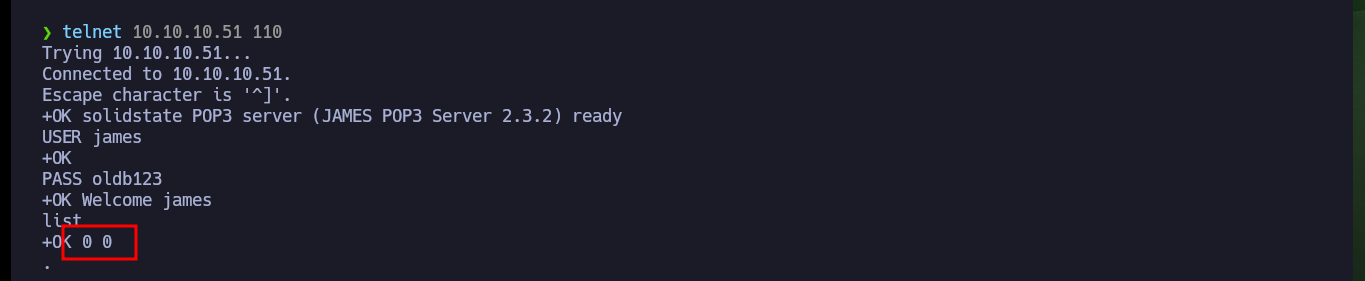 ❯ telnet 10.10.10.51 110
Trying 10.10.10.51...
Connected to 10.10.10.51.
Escape character is '^]'.
+OK solidstate POP3 server (JAMES POP3 Server 2.3.2) ready
USER james
+OK
PASS oldb123
+OK Welcome james
list
+OK 0 0
.